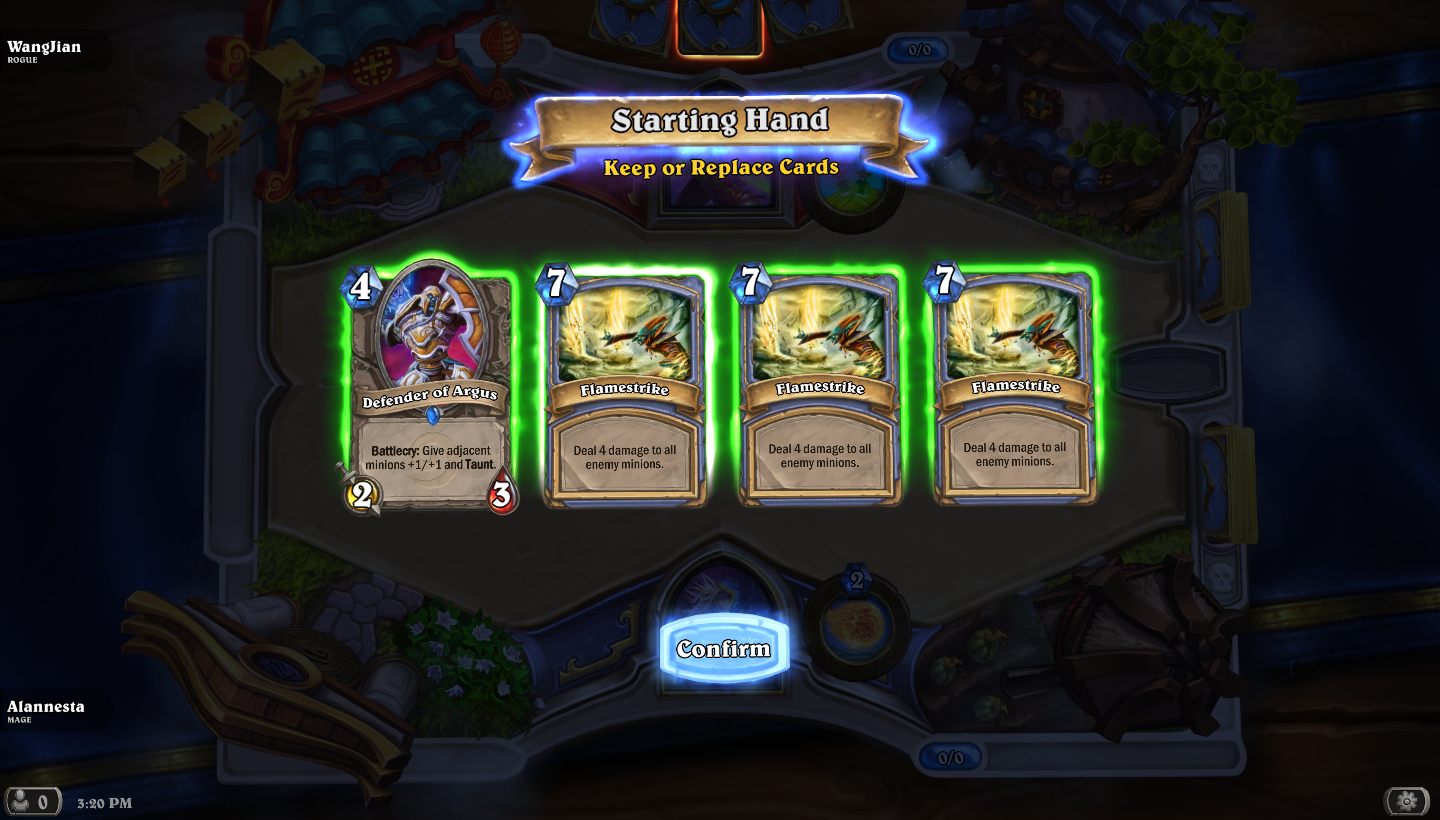 WangJian
ROGUE
0/0
Starting Hand
Keep or Replace Cards
4
7
7
7
Defender of Argus
Flamestrike
Flamestrike
Flamestrike
Battlecry: Give adjacent
minions +1/+1 and Taunt.
2
3
Deal 4 damage to all
enemy minions.
Deal 4 damage to all
enemy minions.
Deal 4 damage to all
enemy minions.
2
Confirm
Alannesta
MAGE
0/0
0
3:20 PM